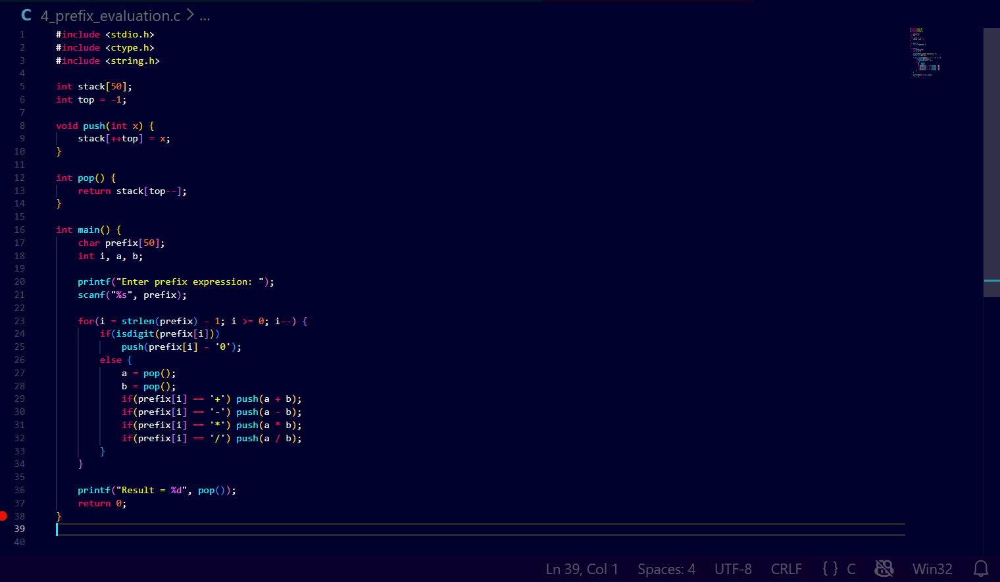 C 4_prefix_evaluation.c > ...
1 #include <stdio.h>
2 #include <ctype.h>
3 #include <string.h>
4
5 int stack[50];
6 int top = -1;
7
8 void push(int x) {
9     stack[++top] = x;
10 }
11
12 int pop() {
13     return stack[top--];
14 }
15
16 int main() {
17     char prefix[50];
18     int i, a, b;
19
20     printf("Enter prefix expression: ");
21     scanf("%s", prefix);
22
23     for(i = strlen(prefix) - 1; i >= 0; i--) {
24         if(isdigit(prefix[i]))
25             push(prefix[i] - '0');
26         else {
27             a = pop();
28             b = pop();
29             if(prefix[i] == '+') push(a + b);
30             if(prefix[i] == '-') push(a - b);
31             if(prefix[i] == '*') push(a * b);
32             if(prefix[i] == '/') push(a / b);
33         }
34     }
35
36     printf("Result = %d", pop());
37     return 0;
38 }
39
40
Ln 39, Col 1 Spaces: 4 UTF-8 CRLF {} C Win32